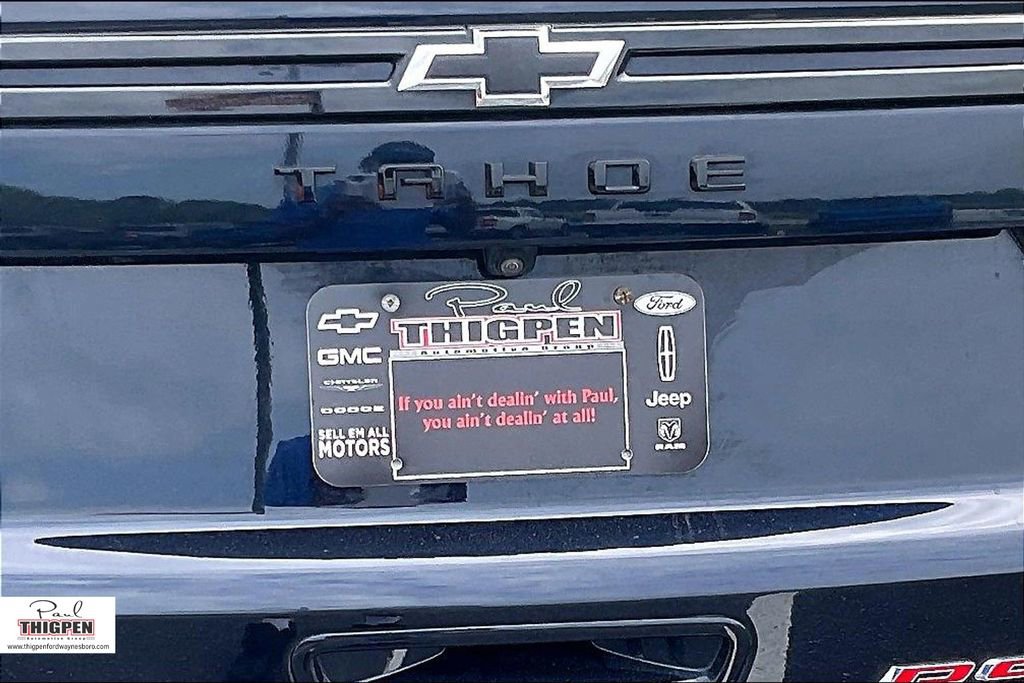 TAHOE
Paul
THIGPEN
Automotive Group
Ford
GMC
CHRYSLER
DODGE
SELL EM ALL
MOTORS
If you ain't dealin' with Paul,
you ain't dealin' at all!
Jeep
RAM
Paul
THIGPEN
Automotive Group
www.thigpenfordwaynesboro.com